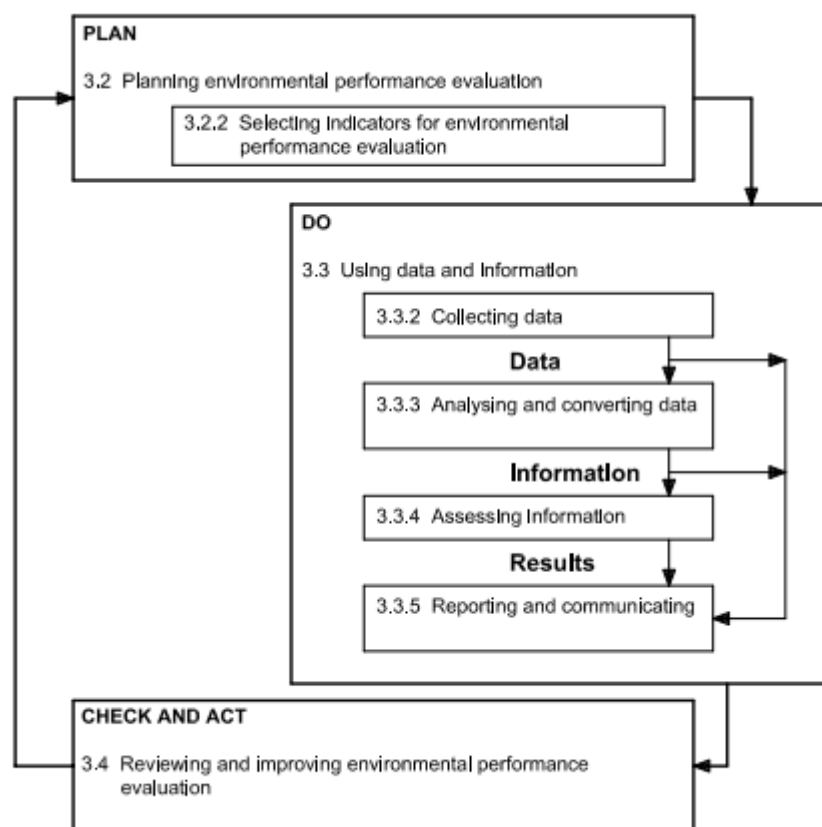 PLAN
3.2 Planning environmental performance evaluation
3.2.2 Selecting indicators for environmental
performance evaluation
DO
3.3 Using data and information
3.3.2 Collecting data
Data
3.3.3 Analysing and converting data
Information
3.3.4 Assessing information
Results
3.3.5 Reporting and communicating
CHECK AND ACT
3.4 Reviewing and improving environmental performance
evaluation